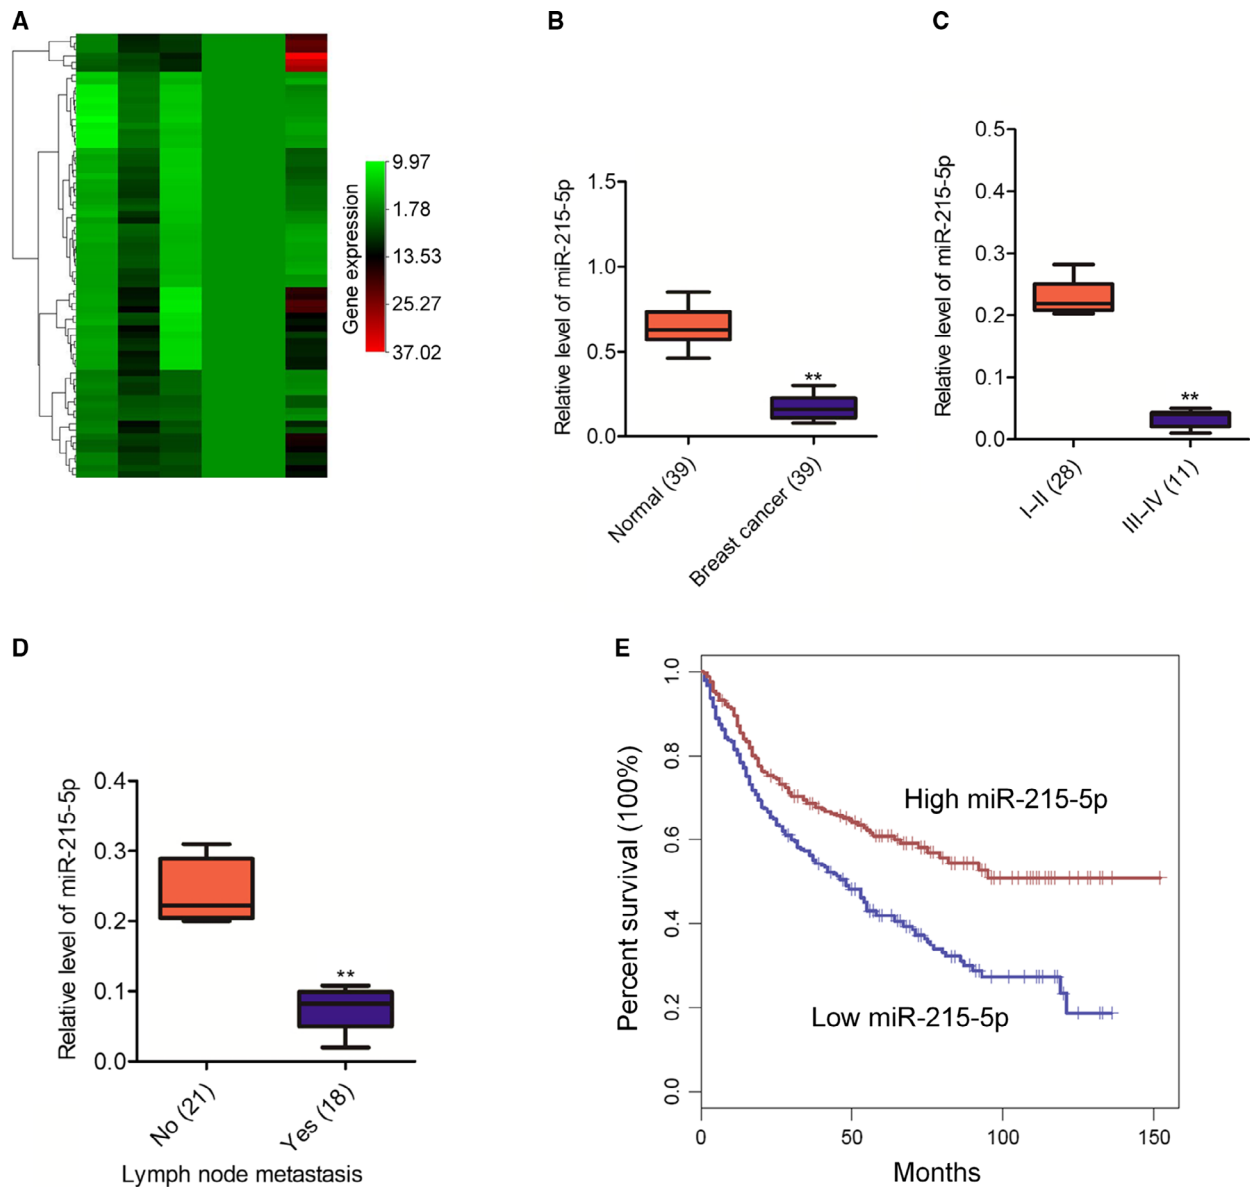 A
Gene expression
9.97
1.78
13.53
25.27
37.02
B
Relative level of miR-215-5p
1.5
1.0
0.5
0.0
**
Normal (39)
Breast cancer (39)
C
Relative level of miR-215-5p
0.5
0.4
0.3
0.2
0.1
0.0
**
I–II (28)
III–IV (11)
D
Relative level of miR-215-5p
0.4
0.3
0.2
0.1
0.0
**
No (21)
Yes (18)
Lymph node metastasis
E
Percent survival (100%)
1.0
0.8
0.6
0.4
0.2
0.0
High miR-215-5p
Low miR-215-5p
0
50
100
150
Months